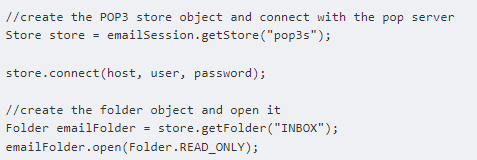 //create the POP3 store object and connect with the pop server
Store store = emailSession.getStore("pop3s");
store.connect(host, user, password);
//create the folder object and open it
Folder emailFolder = store.getFolder("INBOX");
emailFolder.open(Folder.READ_ONLY);